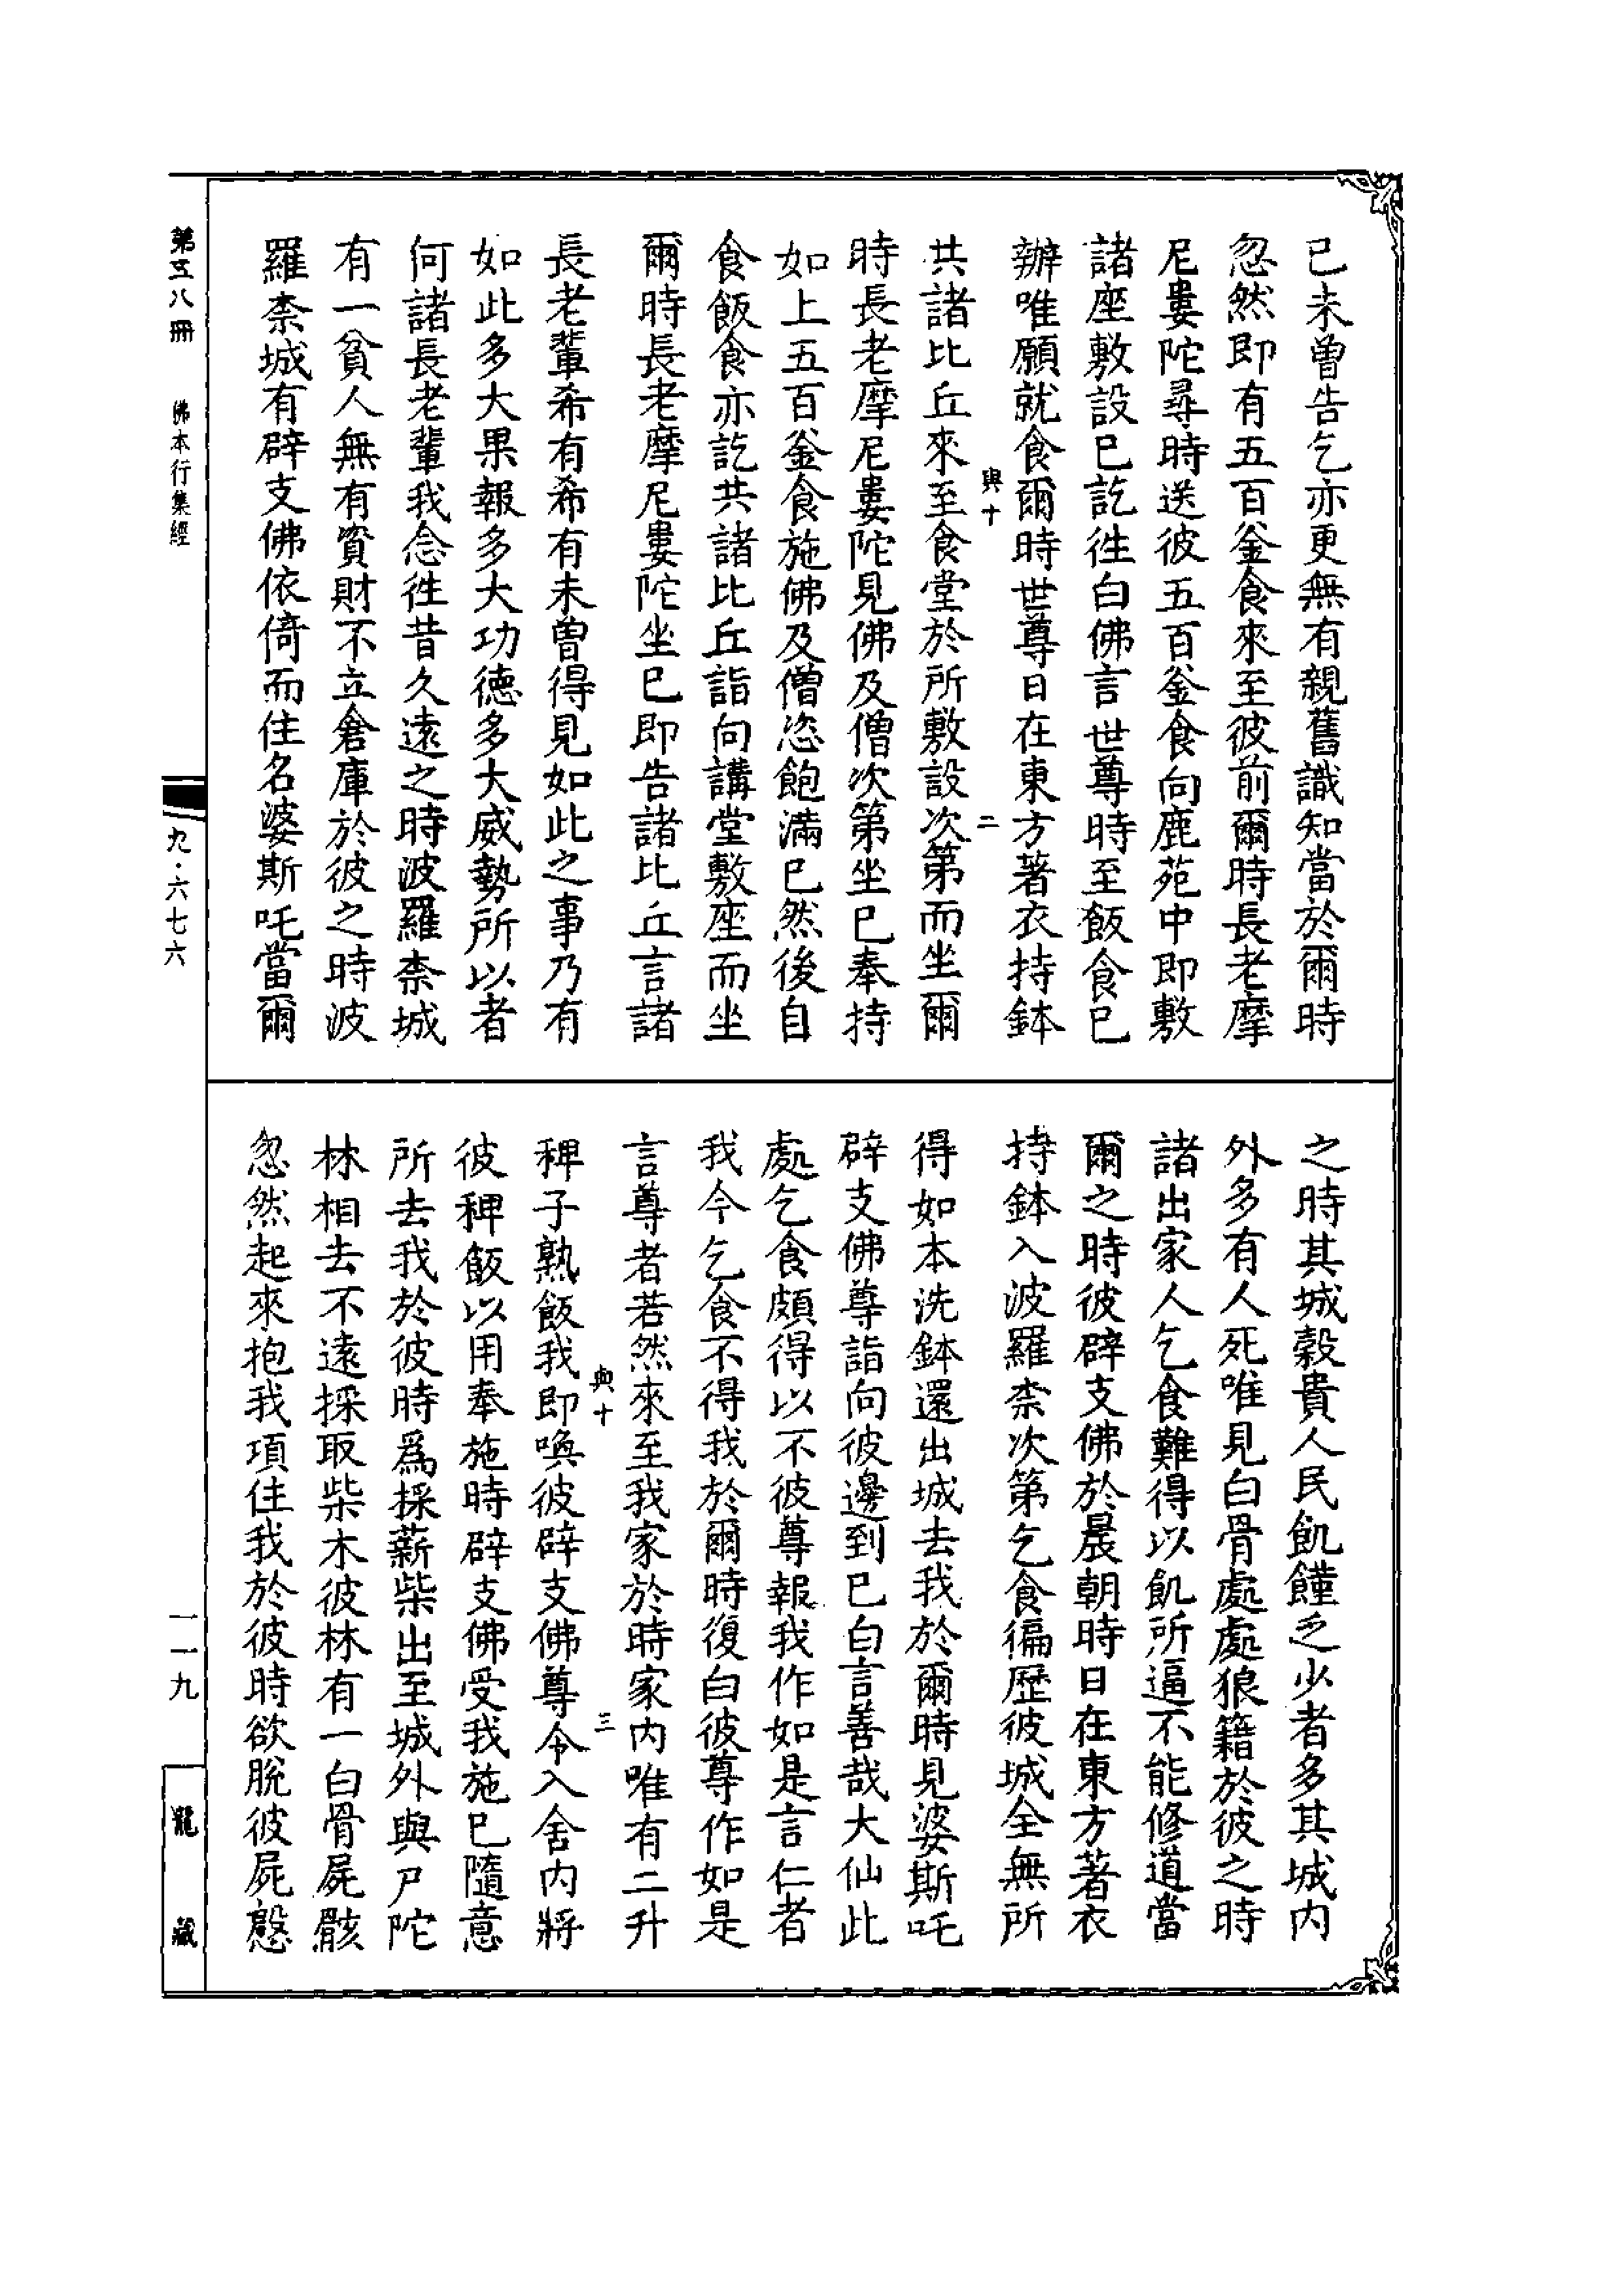 已未曾告乞亦更無有親舊識知當於爾時
忽然即有五百釜食來至彼前爾時長老摩
尼婁陀尋時送彼五百釜食向鹿苑中即敷
諸座敷設已訖徃白佛言世尊時至飯食已
辦唯願就食爾時世尊日在東方著衣持鉢
輿十 二
共諸比丘來至食堂於所敷設次第而坐爾
時長老摩尼婁陀見佛及僧次第坐已奉持
如上五百釜食施佛及僧恣飽滿已然後自
食飯食亦訖共諸比丘詣向講堂敷座而坐
爾時長老摩尼婁陀坐已即告諸比丘言諸
長老輩希有希有未曾得見如此之事乃有
如此多大果報多大功德多大威勢所以者
何諸長老輩我念徃昔久遠之時波羅柰城
有一貧人無有資財不立倉庫於彼之時波
羅柰城有辟支佛依倚而住名婆斯吒當爾
之時其城穀貴人民飢饉乏少者多其城內
外多有人死唯見白骨處處狼籍於彼之時
諸出家人乞食難得以飢所逼不能修道當
爾之時彼辟支佛於晨朝時日在東方著衣
持鉢入波羅柰次第乞食徧歷彼城全無所
得如本洗鉢還出城去我於爾時見婆斯吒
辟支佛尊詣向彼邊到已白言善哉大仙此
處乞食頗得以不彼尊報我作如是言仁者
我今乞食不得我於爾時復白彼尊作如是
言尊者若然來至我家於時家內唯有二升
輿十 三
稗子熟飯我即喚彼辟支佛尊令入舍內將
彼稗飯以用奉施時辟支佛受我施已隨意
所去我於彼時爲採薪柴出至城外與尸陀
林相去不遠採取柴木彼林有一白骨屍骸
忽然起來抱我項住我於彼時欲脫彼屍慇
第五八冊 佛本行集經
九·六七六
一一九
龍藏